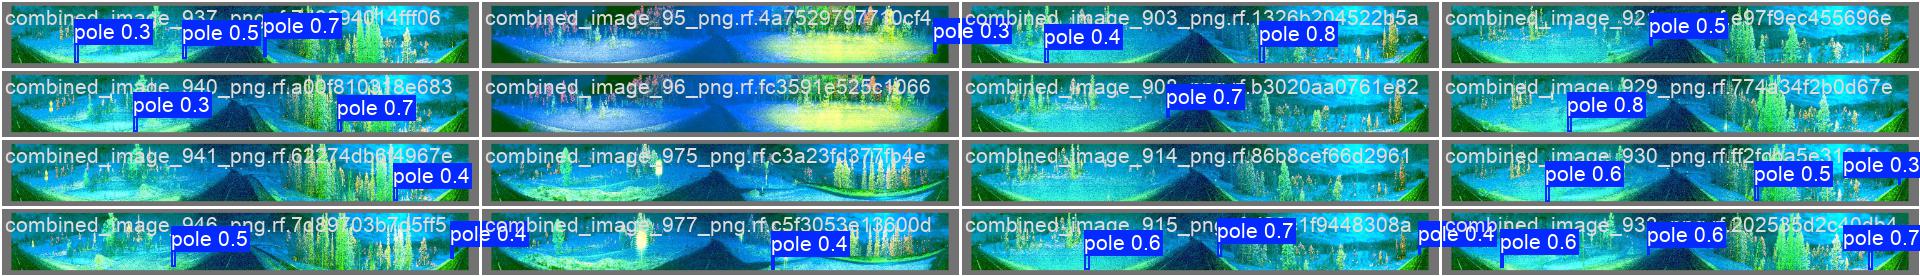 combined_image_937_png.rf. 94014fff06
pole 0.3
pole 0.5
pole 0.7
combined_image_95_png.rf.4a7529797710cf4
pole 0.3
combined_image_903_png.rf.1326b204522b5a
pole 0.4
pole 0.8
combined_image_92 e97f9ec455696e
pole 0.5
combined_image_940_png.rf.a00f810318e683
pole 0.3
pole 0.7
combined_image_96_png.rf.fc3591e525c1066
combined_image_90 .b3020aa0761e82
pole 0.7
combined_image_929_png.rf.774a34f2b0d67e
pole 0.8
combined_image_941_png.rf.62274db6f4967e
pole 0.4
combined_image_975_png.rf.c3a23fd377fb4e
combined_image_914_png.rf.86b8cef66d2961
combined_image_930_png.rf.ff2
pole 0.6
pole 0.5
pole 0.3
combined_image_946_png.rf.7d89703b7d5ff5
pole 0.5
pole 0.4
combined_image_977_png.rf.c5f3053e13600d
pole 0.4
combined_image_915_png 1f9448308a
pole 0.6
pole 0.7
pole 0.4
combined_image_93 .202535d2c40db4
pole 0.6
pole 0.6
pole 0.7